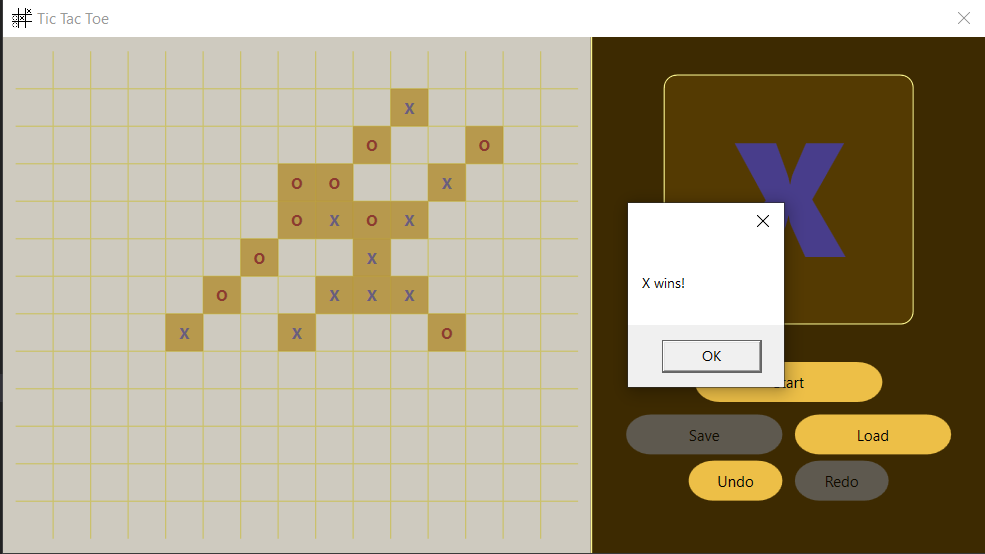 Tic Tac Toe
X
O O
O O X
O X O X
O X
O X X X
X X O
X
X wins!
OK
Save Load
Undo Redo